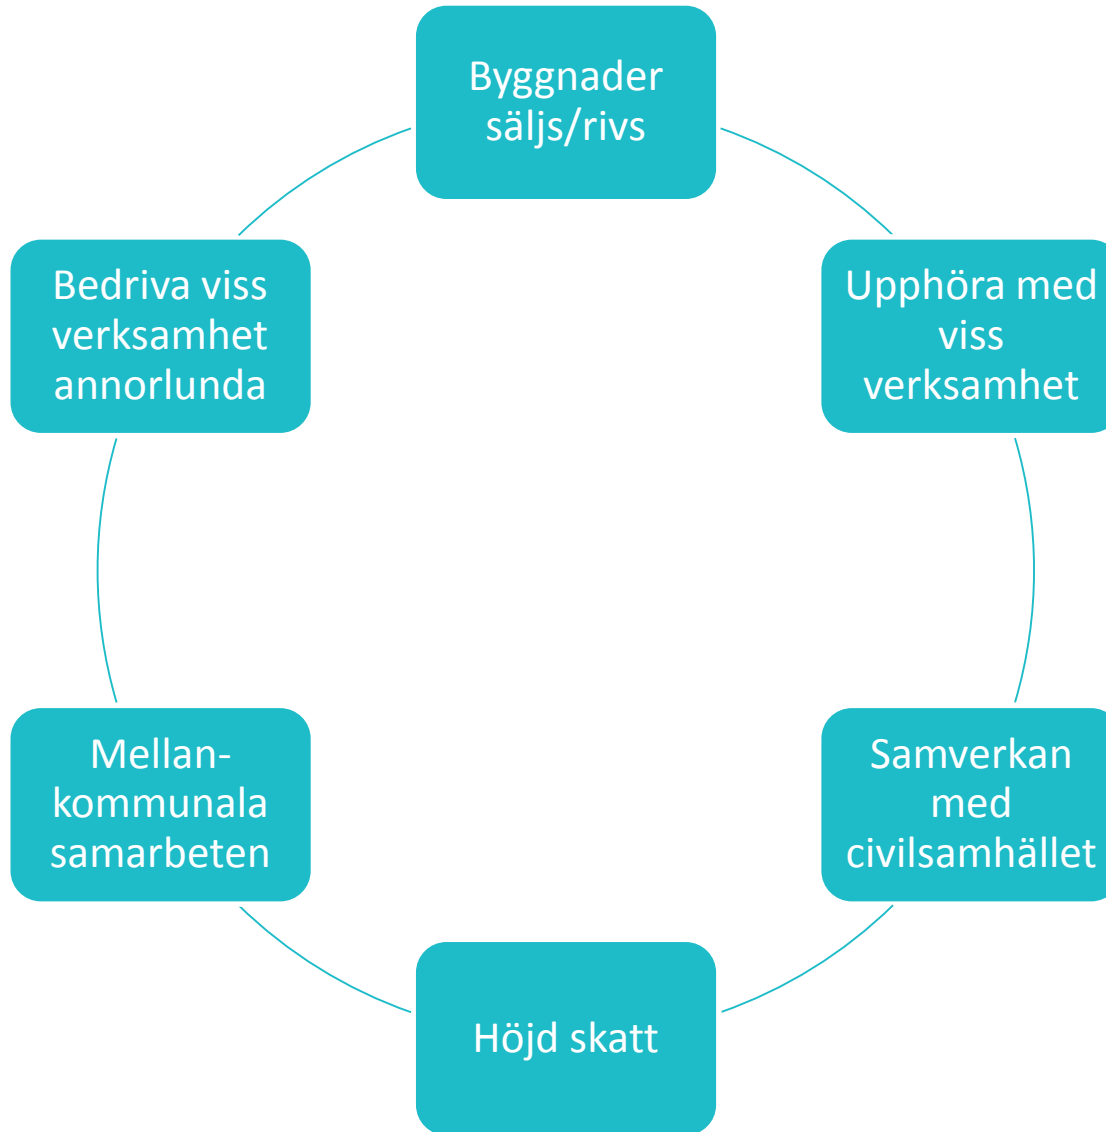 Byggnader
säljs/rivs
Upphöra med
viss
verksamhet
Samverkan
med
civilsamhället
Höjd skatt
Mellan-
kommunala
samarbeten
Bedriva viss
verksamhet
annorlunda